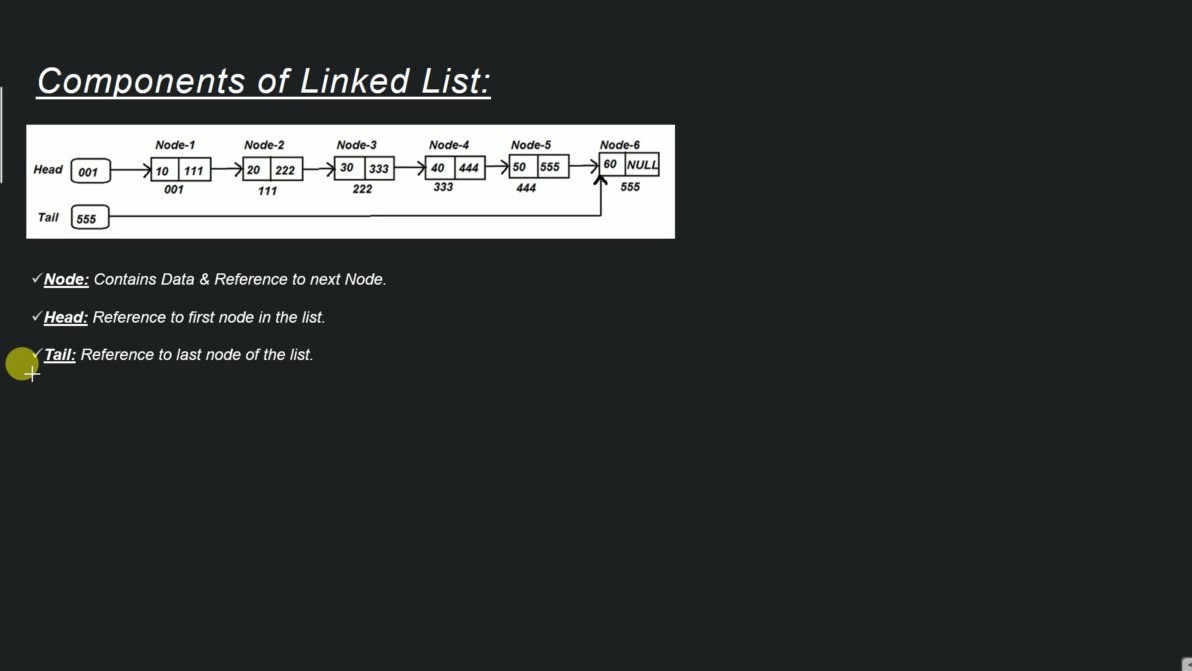 Components of Linked List:
Node-1 Node-2 Node-3 Node-4 Node-5 Node-6
Head 001 10 111 20 222 30 333 40 444 50 555 60 NULL
001 111 222 333 444 555
Tail 555
✓Node: Contains Data & Reference to next Node.
✓Head: Reference to first node in the list.
✓Tail: Reference to last node of the list.